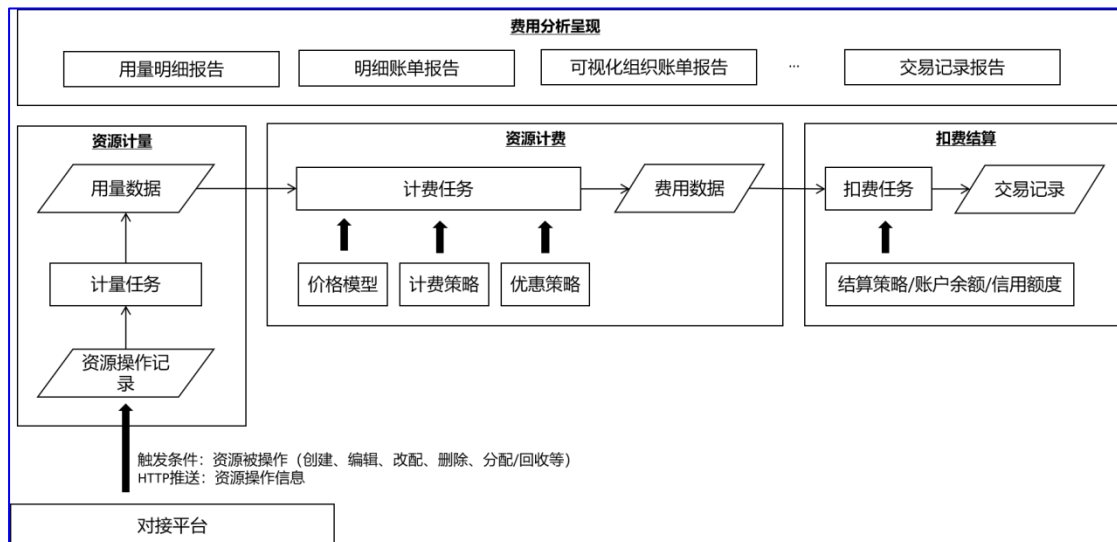 费用分析呈现
用量明细报告
明细账单报告
可视化组织账单报告
...
交易记录报告
资源计量
用量数据
计量任务
资源操作记
录
资源计费
计费任务
费用数据
价格模型
计费策略
优惠策略
扣费结算
扣费任务
交易记录
结算策略/账户余额/信用额度
触发条件：资源被操作（创建、编辑、改配、删除、分配/回收等）
HTTP推送：资源操作信息
对接平台